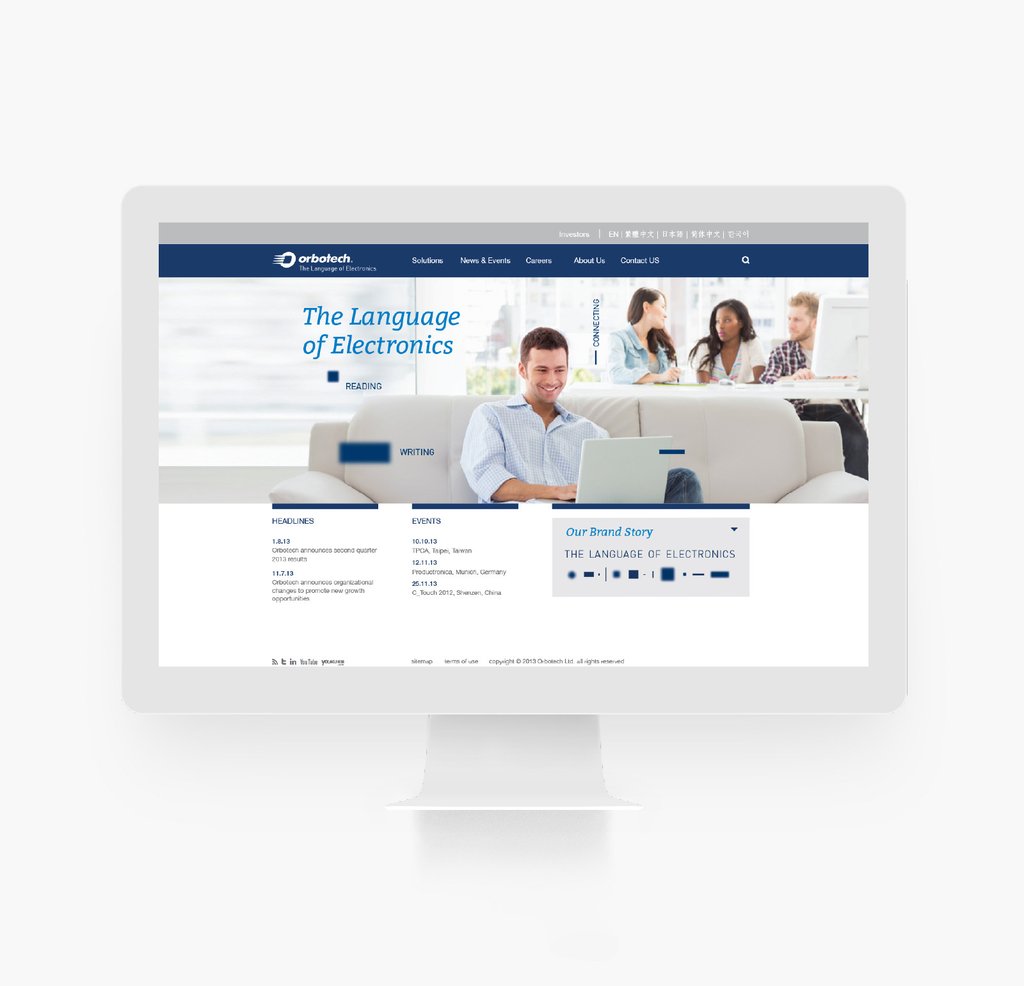 Investors | EN | 繁體中文 | 日本語 | 简体中文 | 한국어
orbotech.
The Language of Electronics
Solutions News & Events Careers About Us Contact US
The Language
of Electronics
READING
WRITING
CONNECTING
HEADLINES
1.8.13
Orbotech announces second quarter
2013 results
11.7.13
Orbotech announces organizational
changes to promote new growth
opportunities
EVENTS
10.10.13
TPCA, Taipei, Taiwan
12.11.13
Productronica, Munich, Germany
25.11.13
C_Touch 2012, Shenzen, China
Our Brand Story
THE LANGUAGE OF ELECTRONICS
in YouTube
sitemap terms of use copyright © 2013 Orbotech Ltd. all rights reserved